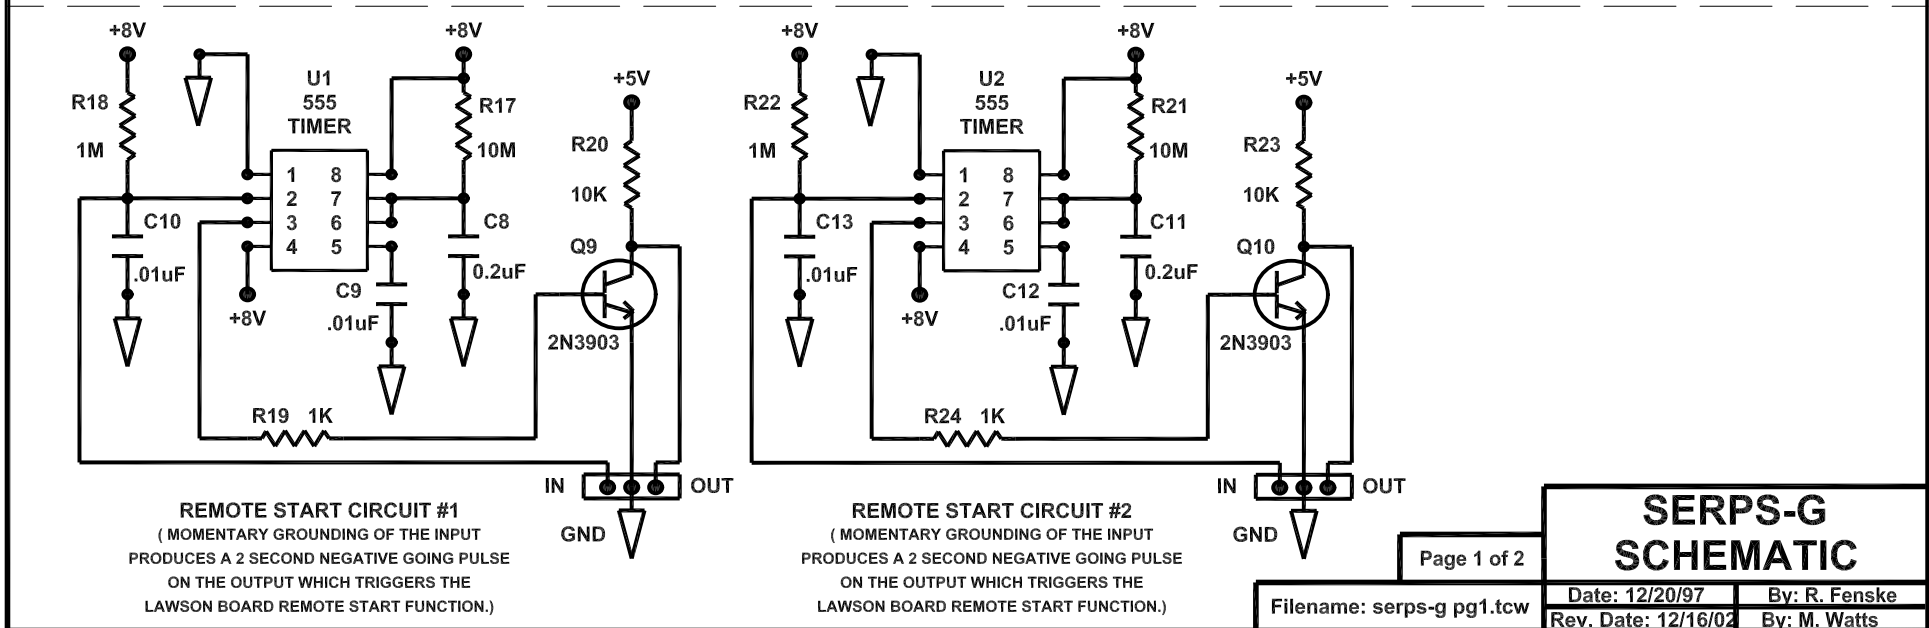 +8V
+8V
+8V
+8V
U1
555
TIMER
+5V
U2
555
TIMER
+5V
R18
1M
R17
10M
R20
10K
R22
1M
R21
10M
R23
10K
1 8
2 7
3 6
4 5
1 8
2 7
3 6
4 5
C10
.01uF
C8
0.2uF
Q9
C13
.01uF
C11
0.2uF
Q10
C9
.01uF
+8V
2N3903
C12
.01uF
+8V
2N3903
R19 1K
R24 1K
IN
OUT
GND
IN
OUT
GND
REMOTE START CIRCUIT #1
( MOMENTARY GROUNDING OF THE INPUT
PRODUCES A 2 SECOND NEGATIVE GOING PULSE
ON THE OUTPUT WHICH TRIGGERS THE
LAWSON BOARD REMOTE START FUNCTION.)
REMOTE START CIRCUIT #2
( MOMENTARY GROUNDING OF THE INPUT
PRODUCES A 2 SECOND NEGATIVE GOING PULSE
ON THE OUTPUT WHICH TRIGGERS THE
LAWSON BOARD REMOTE START FUNCTION.)
SERPS-G
SCHEMATIC
Page 1 of 2
Filename: serps-g pg1.tcw
Date: 12/20/97
By: R. Fenske
Rev. Date: 12/16/02
By: M. Watts